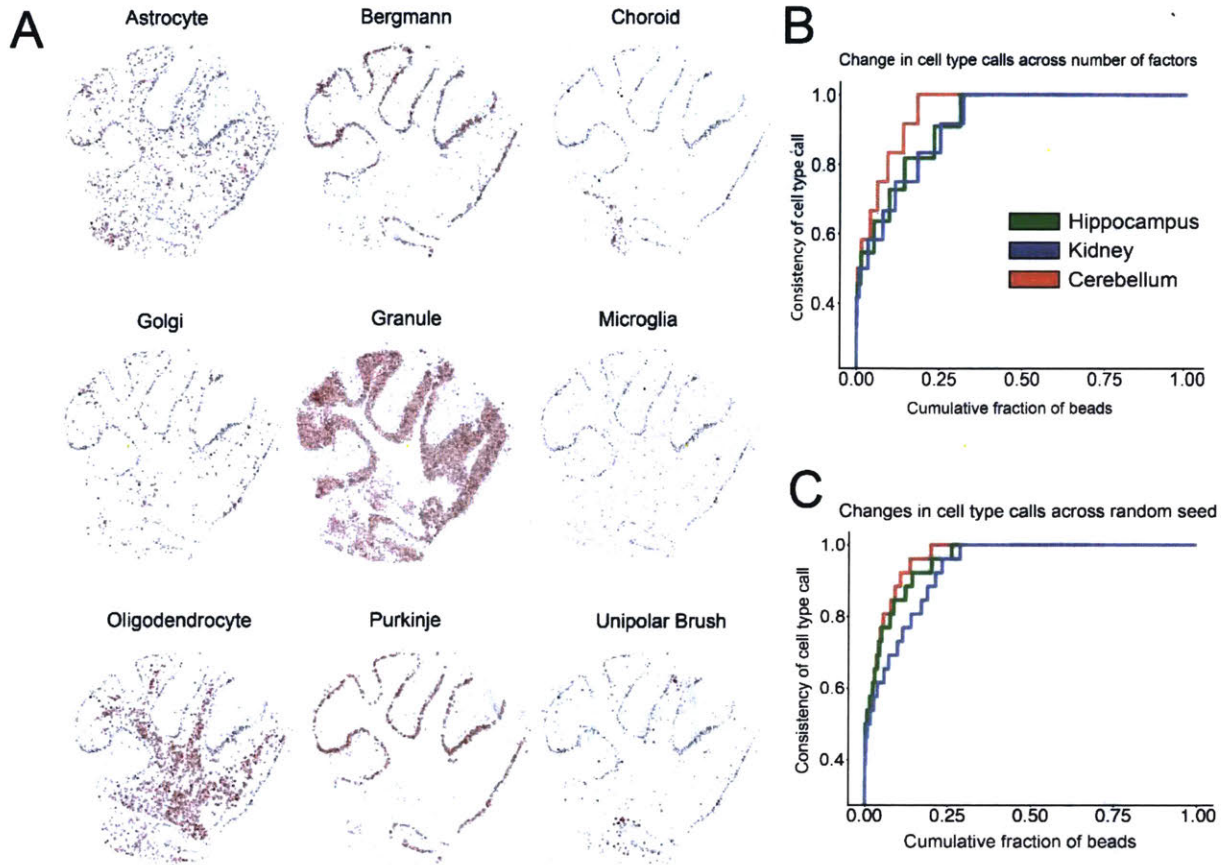 A
Astrocyte
Bergmann
Choroid
Golgi
Granule
Microglia
Oligodendrocyte
Purkinje
Unipolar Brush
B
Change in cell type calls across number of factors
Consistency of cell type call
1.0
0.8
0.6
0.4
Hippocampus
Kidney
Cerebellum
0.00 0.25 0.50 0.75 1.00
Cumulative fraction of beads
C
Changes in cell type calls across random seed
Consistency of cell type call
1.0
0.8
0.6
0.4
0.00 0.25 0.50 0.75 1.00
Cumulative fraction of beads